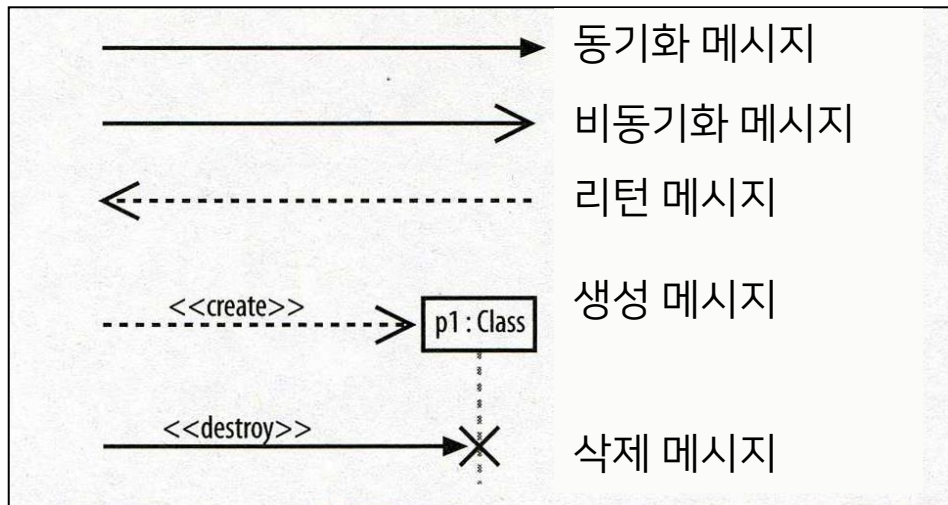 동기화 메시지
비동기화 메시지
리턴 메시지
<<create>>
p1 : Class
생성 메시지
<<destroy>>
삭제 메시지